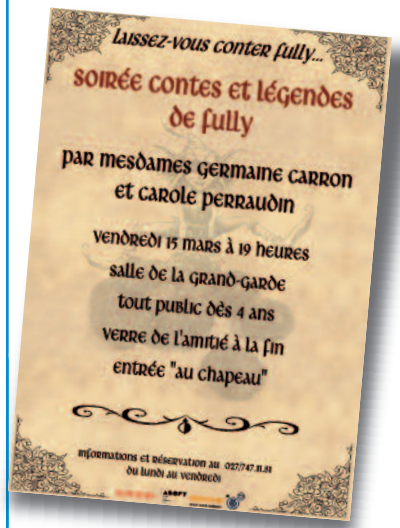 Laissez-vous conter fully...
soirée contes et légendes
de fully
par mesdames germaine carron
et carole perraudin
vendredi 15 mars à 19 heures
salle de la grand-garde
tout public dès 4 ans
verre de l'amitié à la fin
entrée "au chapeau"
informations et réservation au 027/747.11.81
du lundi au vendredi